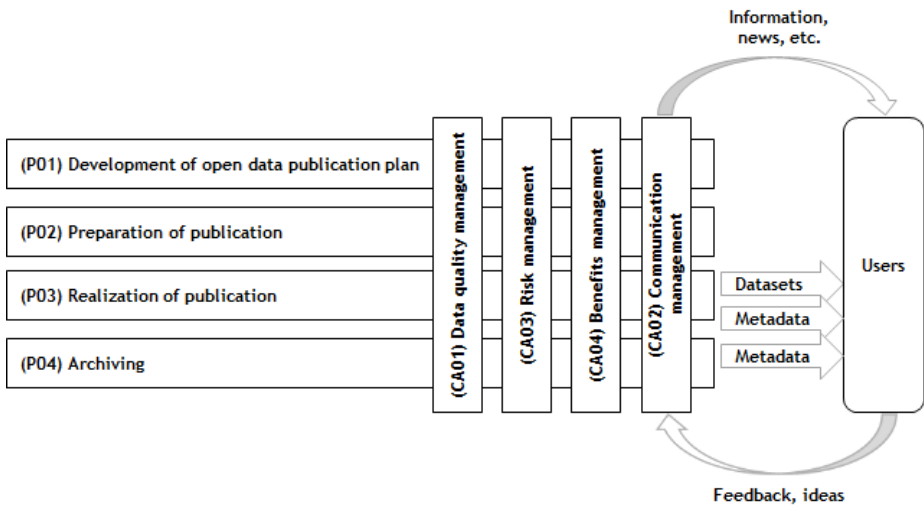 Information,
news, etc.
(P01) Development of open data publication plan
(P02) Preparation of publication
(P03) Realization of publication
(P04) Archiving
(CA01) Data quality management
(CA03) Risk management
(CA04) Benefits management
(CA02) Communication
management
Datasets
Metadata
Metadata
Users
Feedback, ideas